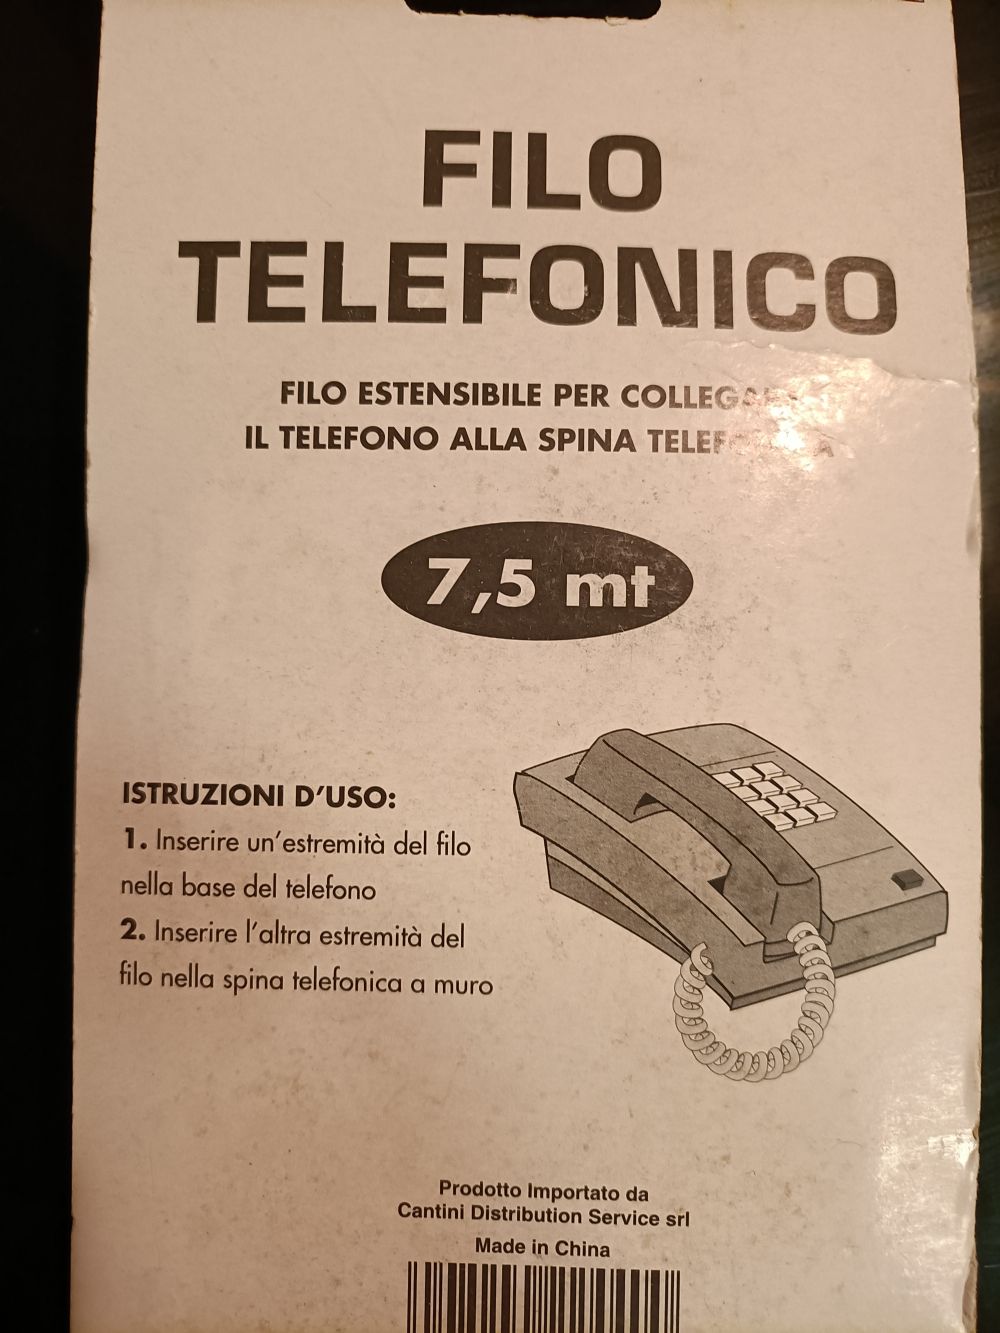 FILO
TELEFONICO
FILO ESTENSIBILE PER
IL TELEFONO ALLA SPINA
7,5 mt
ISTRUZIONI D'USO:
1. Inserire un'estremità del filo
nella base del telefono
2. Inserire l'altra estremità del
filo nella spina telefonica a muro
Prodotto Importato da
Cantini Distribution Service srl
Made in China